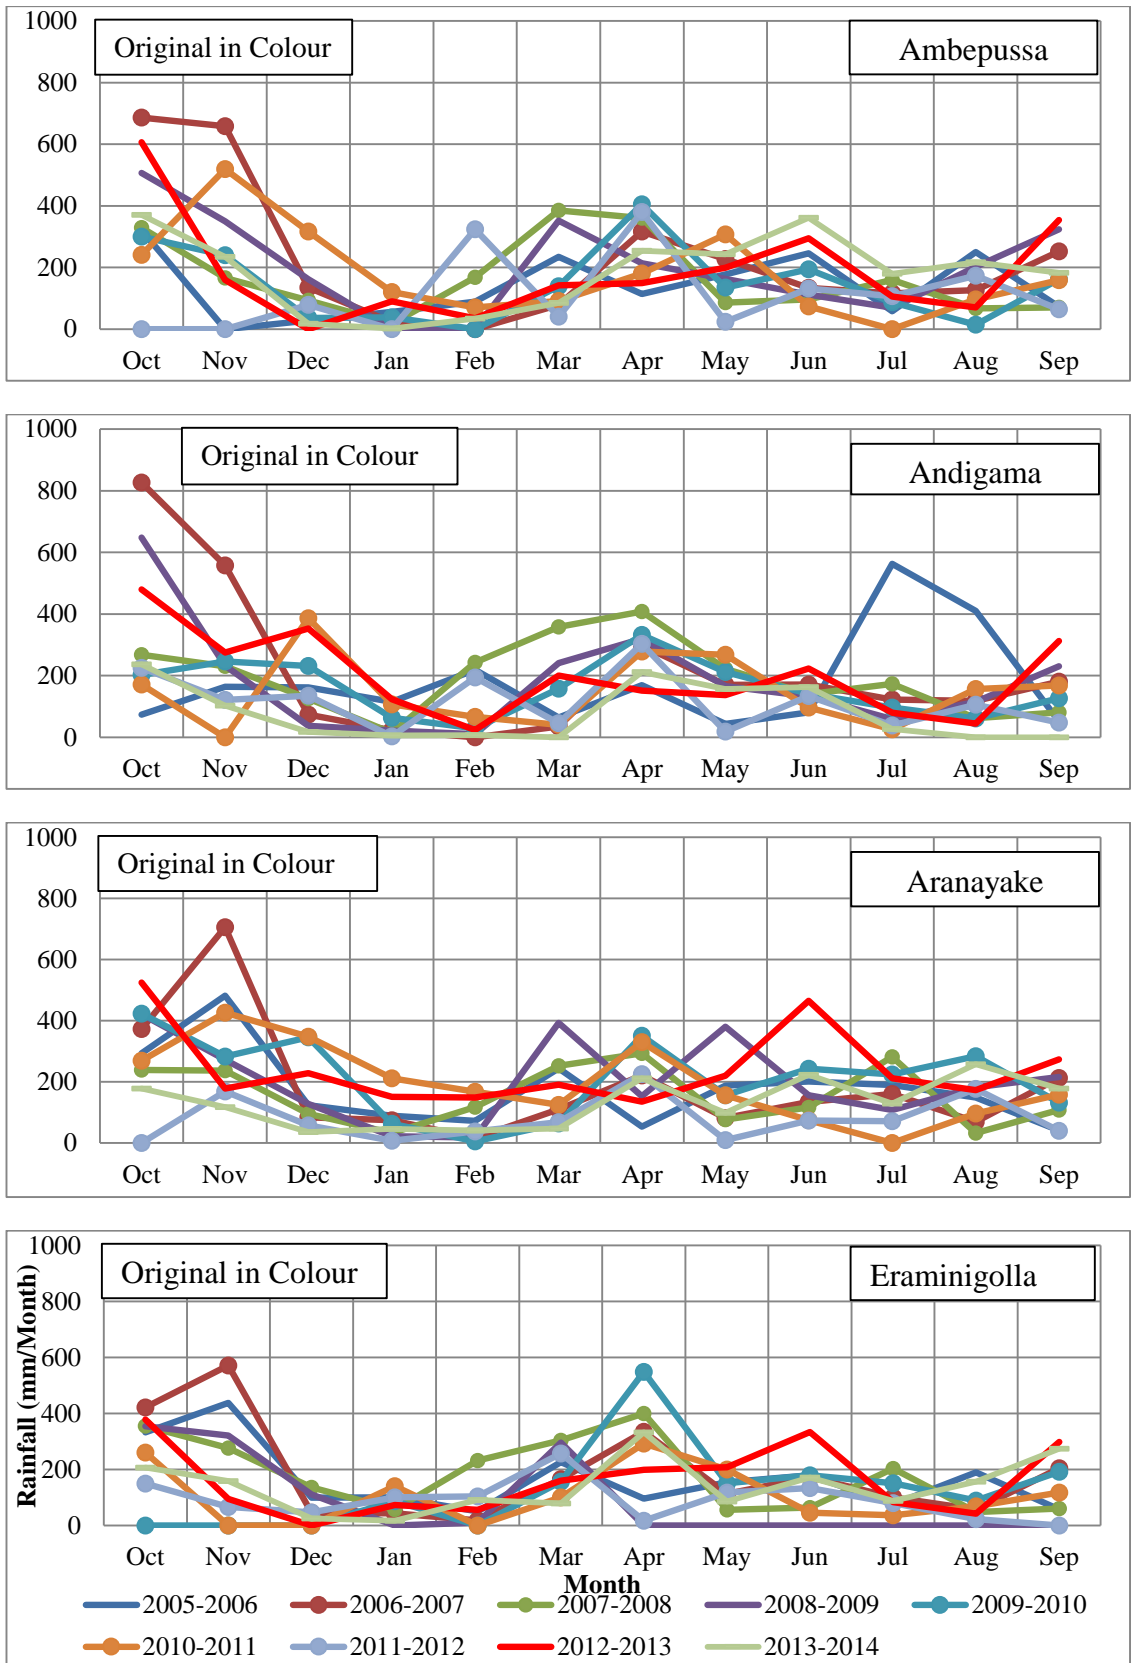 1000
Original in Colour
Ambepussa
800
600
400
200
0
Oct Nov Dec Jan Feb Mar Apr May Jun Jul Aug Sep
1000
Original in Colour
Andigama
800
600
400
200
0
Oct Nov Dec Jan Feb Mar Apr May Jun Jul Aug Sep
1000
Original in Colour
Aranayake
800
600
400
200
0
Oct Nov Dec Jan Feb Mar Apr May Jun Jul Aug Sep
1000
Original in Colour
Eraminigolla
800
600
400
200
0
Rainfall (mm/Month)
Oct Nov Dec Jan Feb Mar Apr May Jun Jul Aug Sep
Month
2005-2006 2006-2007 2007-2008 2008-2009 2009-2010
2010-2011 2011-2012 2012-2013 2013-2014